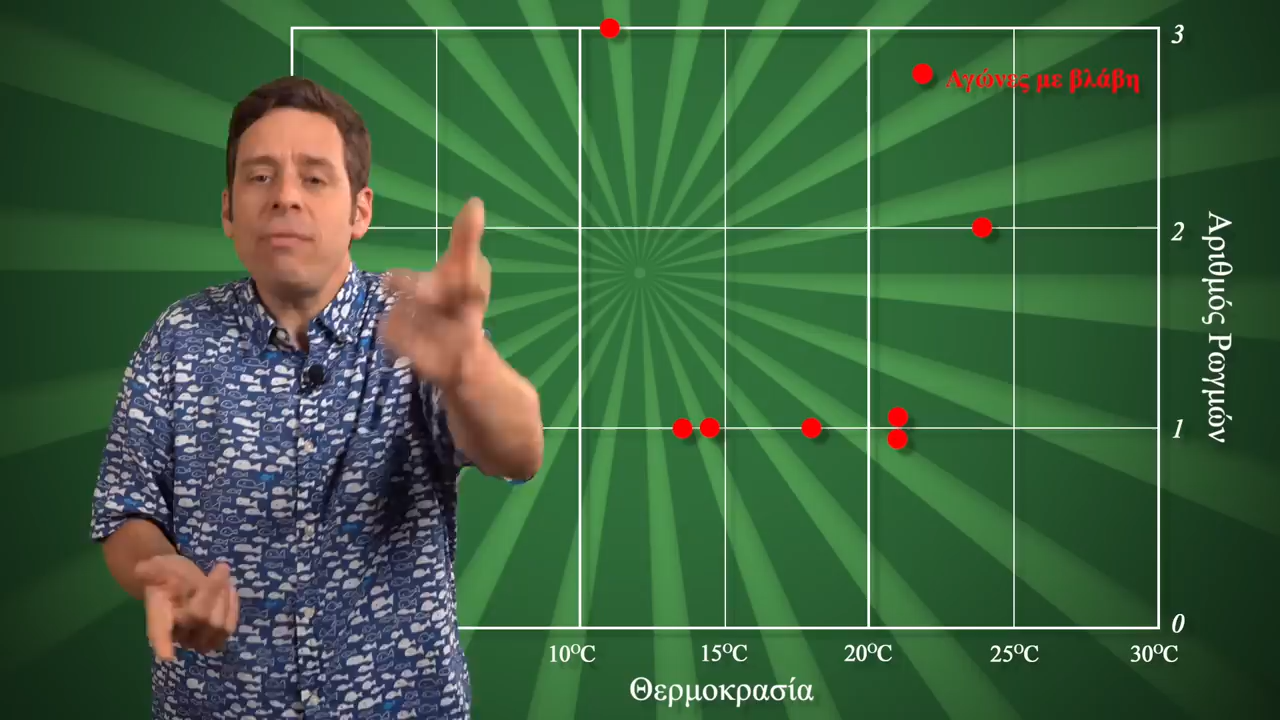 3
Αγώνες με βλάβη
2
Αριθμός Ρωγμών
1
0
10°C 15°C 20°C 25°C 30°C
Θερμοκρασία